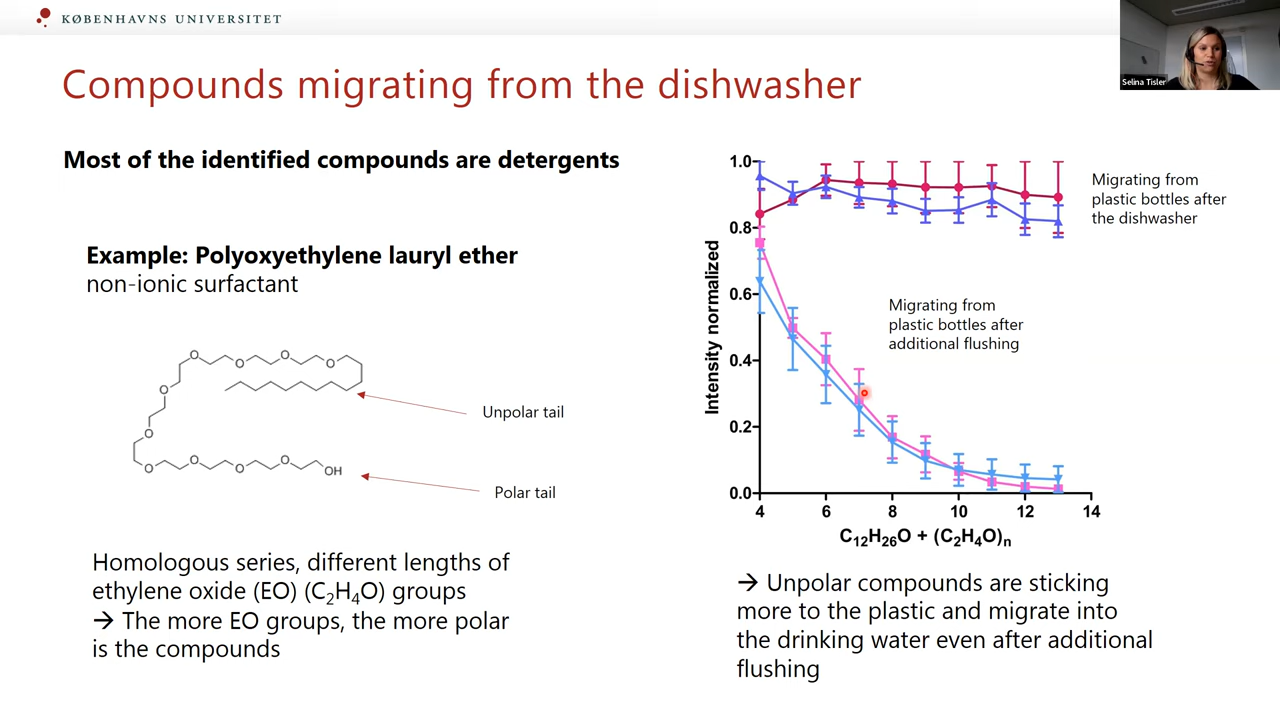 KØBENHAVNS UNIVERSITET
Selina Tisler
Compounds migrating from the dishwasher
Most of the identified compounds are detergents
Example: Polyoxyethylene lauryl ether
non-ionic surfactant
O
O
O
O
O
O
O
O
O
O
OH
Unpolar tail
Polar tail
Homologous series, different lengths of
ethylene oxide (EO) (C₂H₄O) groups
→ The more EO groups, the more polar
is the compounds
Intensity normalized
1.0
0.8
0.6
0.4
0.2
0.0
4 6 8 10 12 14
C₁₂H₂₆O + (C₂H₄O)ₙ
Migrating from
plastic bottles after
the dishwasher
Migrating from
plastic bottles after
additional flushing
→ Unpolar compounds are sticking
more to the plastic and migrate into
the drinking water even after additional
flushing